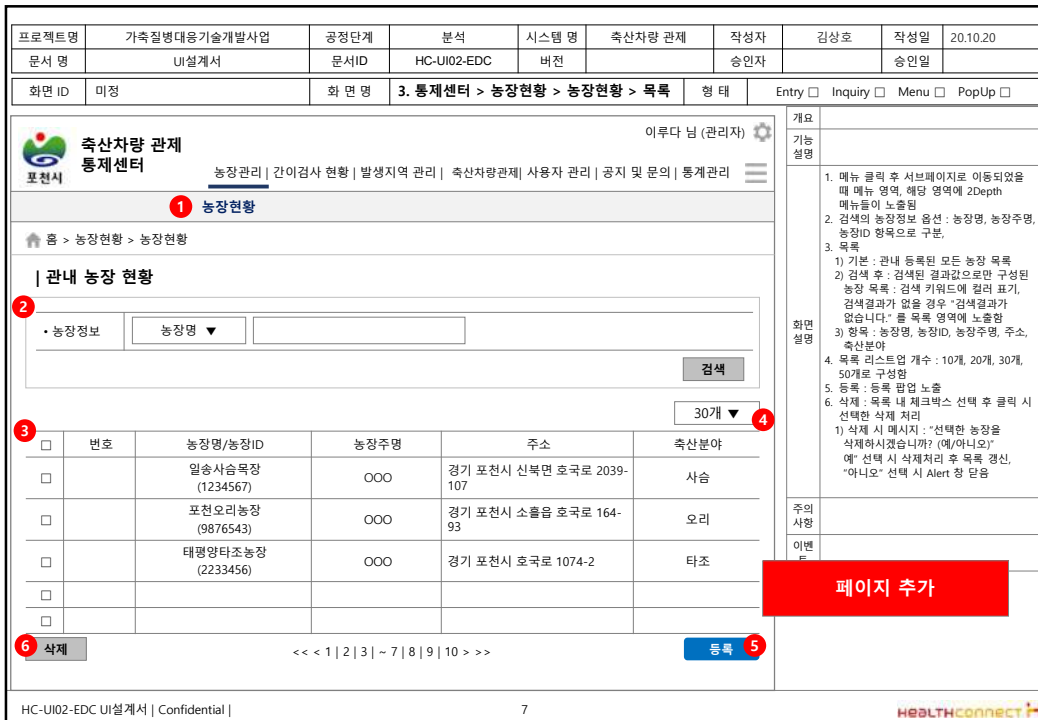 프로젝트명 가축질병대응기술개발사업 공정단계 분석 시스템 명 축산차량 관제 작성자 김상호 작성일 20.10.20
문서 명 UI설계서 문서ID HC-UI02-EDC 버전 승인자 승인일
화면 ID 미정 화 면 명 3. 통제센터 > 농장현황 > 농장현황 > 목록 형 태 Entry □ Inquiry □ Menu □ PopUp □
이루다 님 (관리자)
포천시
축산차량 관제
통제센터
농장관리 | 간이검사 현황 | 발생지역 관리 | 축산차량관제 | 사용자 관리 | 공지 및 문의 | 통계관리
1 농장현황
홈 > 농장현황 > 농장현황
| 관내 농장 현황
2
• 농장정보 농장명 ▼
검색
30개 ▼ 4
3
□ 번호 농장명/농장ID 농장주명 주소 축산분야
□ 일송사슴목장
(1234567) OOO 경기 포천시 신북면 호국로 2039-
107 사슴
□ 포천오리농장
(9876543) OOO 경기 포천시 소흘읍 호국로 164-
93 오리
□ 태평양타조농장
(2233456) OOO 경기 포천시 호국로 1074-2 타조
□
□
6 삭제 << < 1 | 2 | 3 | ~ 7 | 8 | 9 | 10 > >> 등록 5
개요
기능
설명
화면
설명
1. 메뉴 클릭 후 서브페이지로 이동되었을
때 메뉴 영역, 해당 영역에 2Depth
메뉴들이 노출됨
2. 검색의 농장정보 옵션 : 농장명, 농장주명,
농장ID 항목으로 구분,
3. 목록
1) 기본 : 관내 등록된 모든 농장 목록
2) 검색 후 : 검색된 결과값으로만 구성된
농장 목록 : 검색 키워드에 컬러 표기,
검색결과가 없을 경우 "검색결과가
없습니다." 를 목록 영역에 노출함
3) 항목 : 농장명, 농장ID, 농장주명, 주소,
축산분야
4. 목록 리스트업 개수 : 10개, 20개, 30개,
50개로 구성함
5. 등록 : 등록 팝업 노출
6. 삭제 : 목록 내 체크박스 선택 후 클릭 시
선택한 삭제 처리
1) 삭제 시 메시지 : "선택한 농장을
삭제하시겠습니까? (예/아니오)"
예" 선택 시 삭제처리 후 목록 갱신,
"아니오" 선택 시 Alert 창 닫음
주의
사항
이벤
페이지 추가
HC-UI02-EDC UI설계서 | Confidential | 7 HEALTHCONNECT